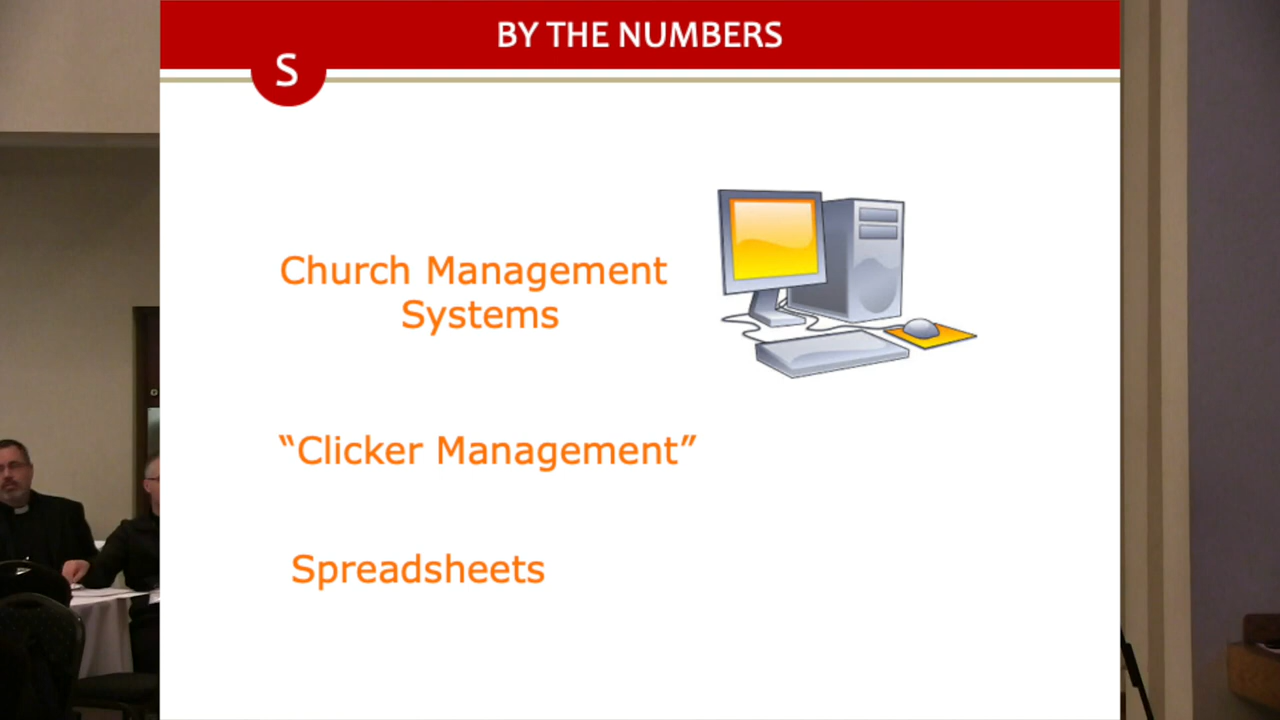 BY THE NUMBERS
S
Church Management
Systems
“Clicker Management”
Spreadsheets